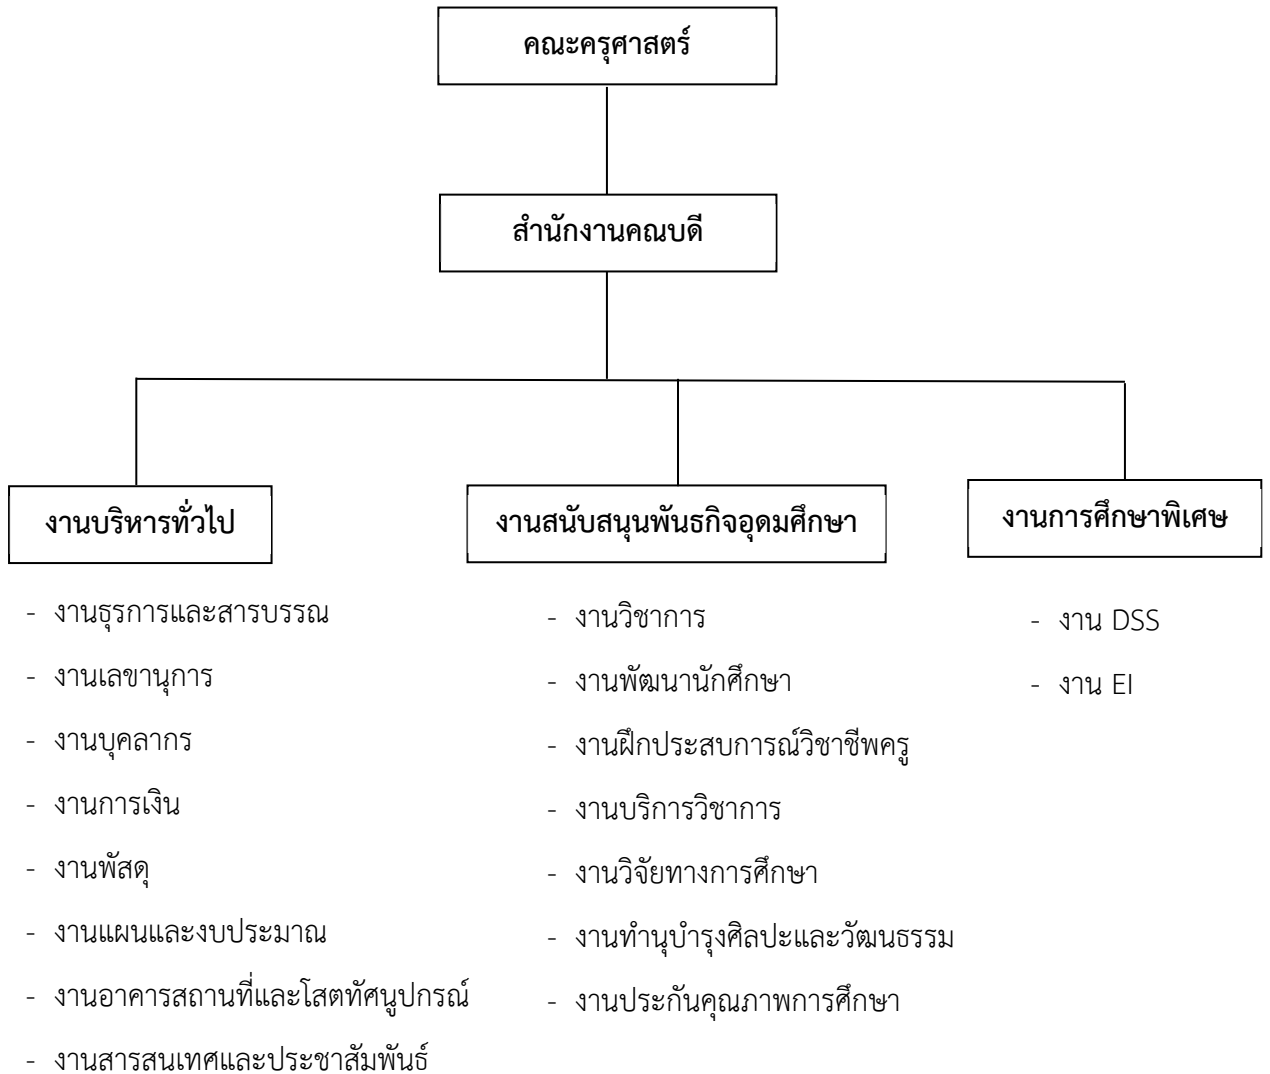 คณะครุศาสตร์
สำนักงานคณบดี
งานบริหารทั่วไป
- งานธุรการและสารบรรณ
- งานเลขานุการ
- งานบุคลากร
- งานการเงิน
- งานพัสดุ
- งานแผนและงบประมาณ
- งานอาคารสถานที่และโสตทัศนูปกรณ์
- งานสารสนเทศและประชาสัมพันธ์
งานสนับสนุนพันธกิจอุดมศึกษา
- งานวิชาการ
- งานพัฒนานักศึกษา
- งานฝึกประสบการณ์วิชาชีพครู
- งานบริการวิชาการ
- งานวิจัยทางการศึกษา
- งานทำนุบำรุงศิลปะและวัฒนธรรม
- งานประกันคุณภาพการศึกษา
งานการศึกษาพิเศษ
- งาน DSS
- งาน EI